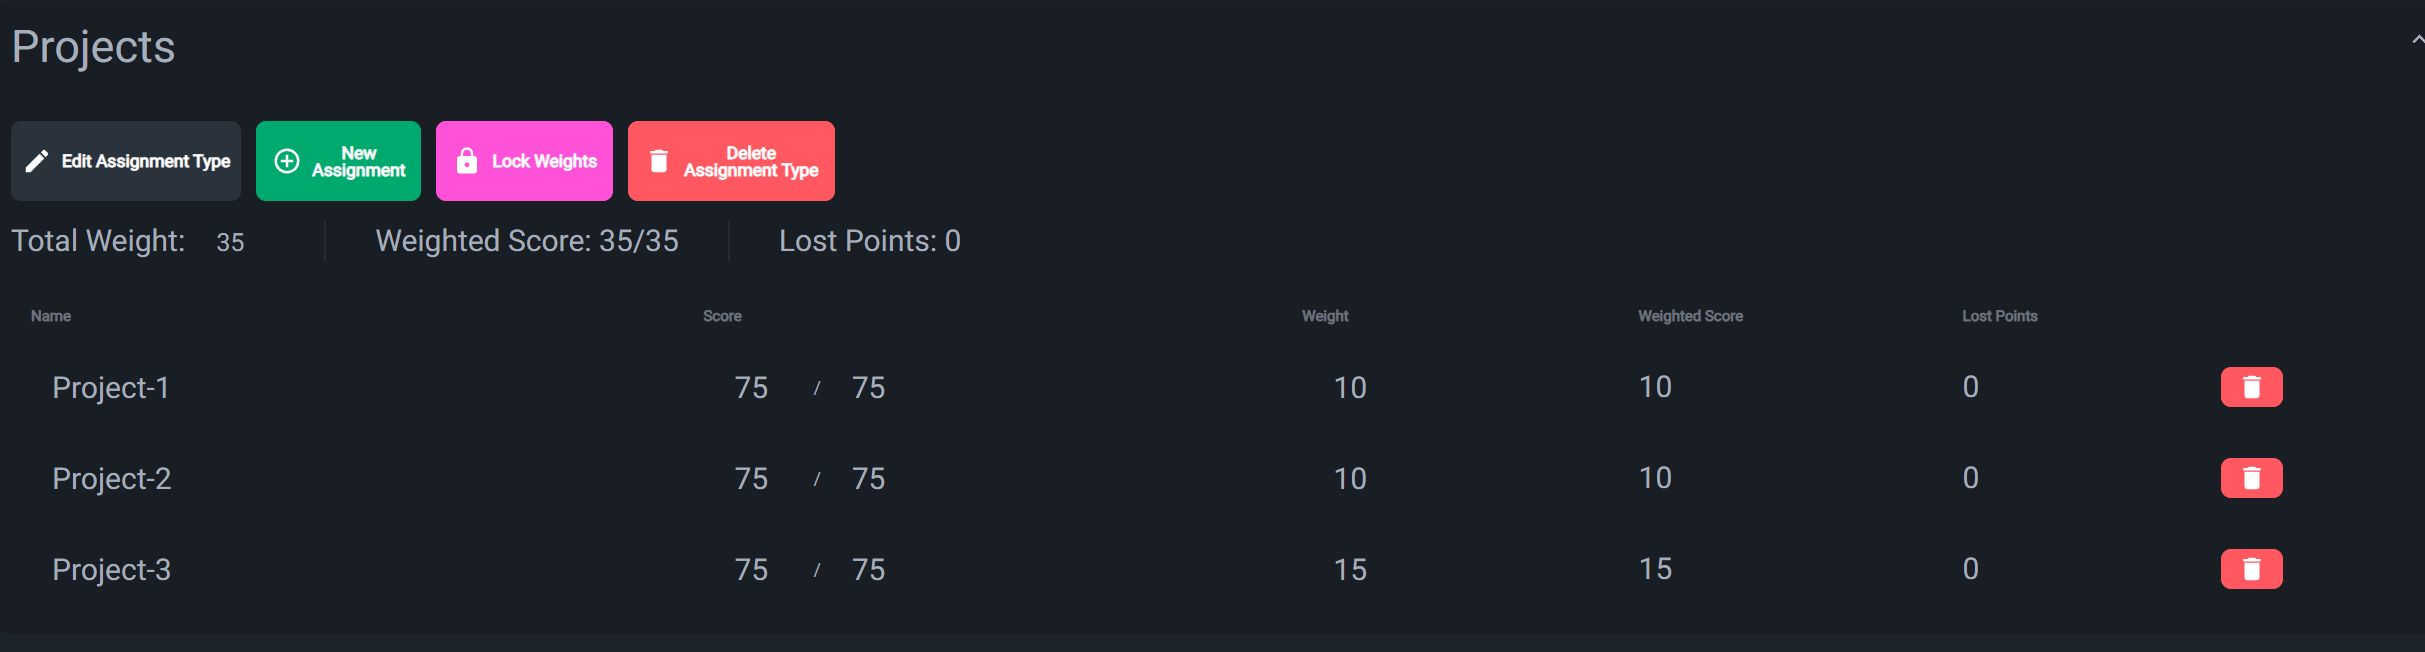 Projects
Edit Assignment Type
New
Assignment
Lock Weights
Delete
Assignment Type
Total Weight: 35 Weighted Score: 35/35 Lost Points: 0
Name Score Weight Weighted Score Lost Points
Project-1 75 / 75 10 10 0
Project-2 75 / 75 10 10 0
Project-3 75 / 75 15 15 0